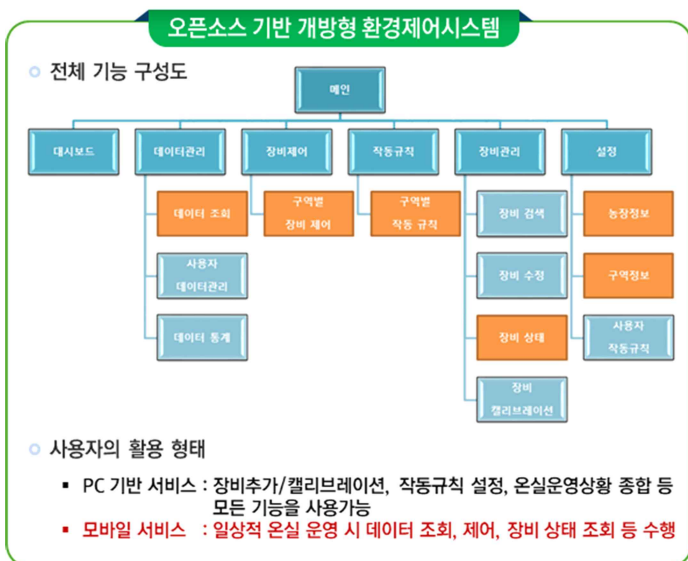 오픈소스 기반 개방형 환경제어시스템
전체 기능 구성도
메인
대시보드
데이터관리
장비제어
작동규칙
장비관리
설정
데이터 조회
구역별
장비 제어
구역별
작동 규칙
장비 검색
농장정보
사용자
데이터관리
장비 수정
구역정보
데이터 통계
장비 상태
사용자
작동규칙
장비
캘리브레이션
사용자의 활용 형태
▪ PC 기반 서비스 : 장비추가/캘리브레이션, 작동규칙 설정, 온실운영상황 종합 등
모든 기능을 사용가능
▪ 모바일 서비스 : 일상적 온실 운영 시 데이터 조회, 제어, 장비 상태 조회 등 수행